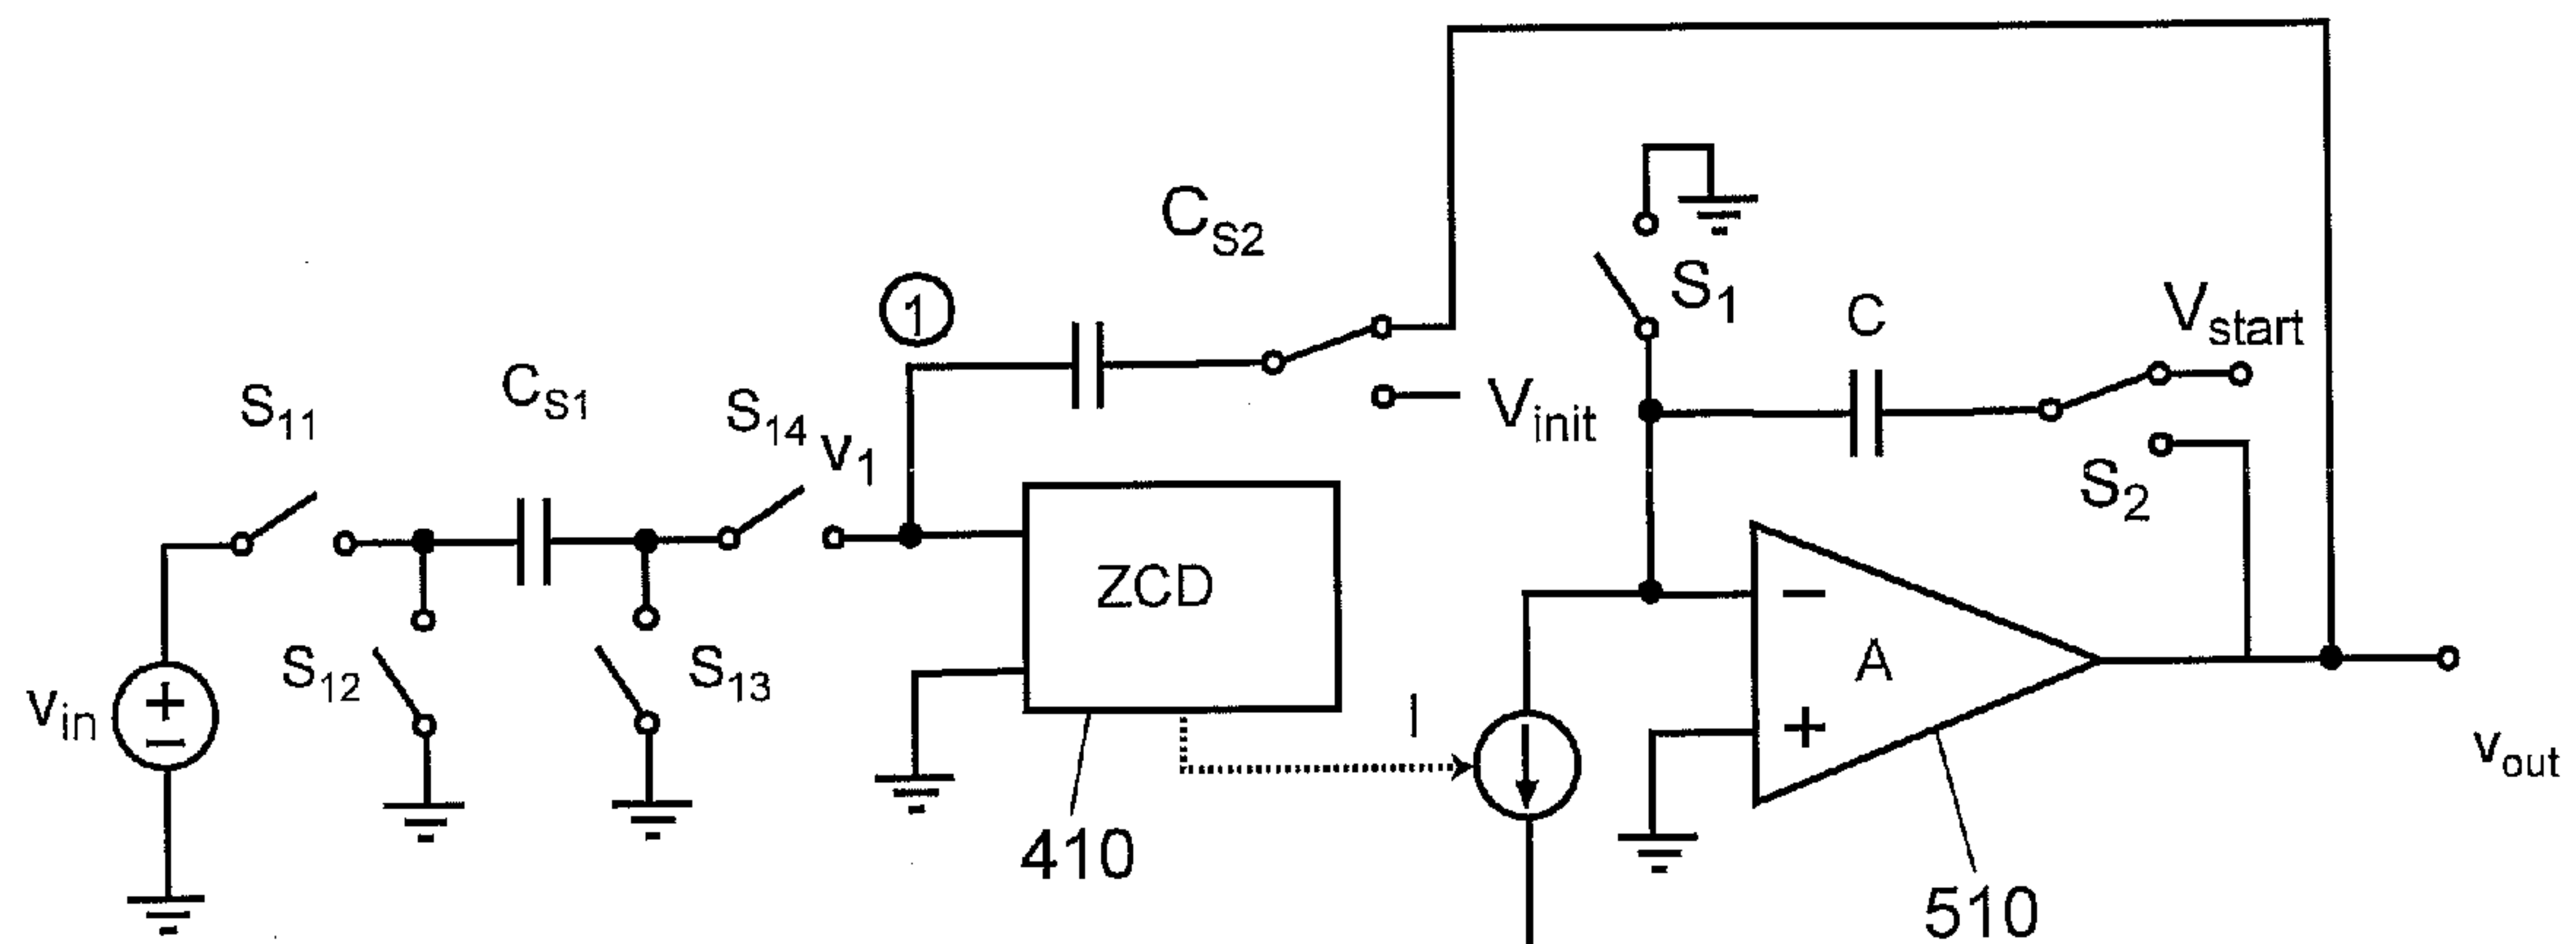 C_S2
①
S_1
C
V_start
C_S1
S_11
S_14
v_1
V_init
S_2
ZCD
−
A
+
S_12
S_13
v_in
+
−
I
v_out
410
510